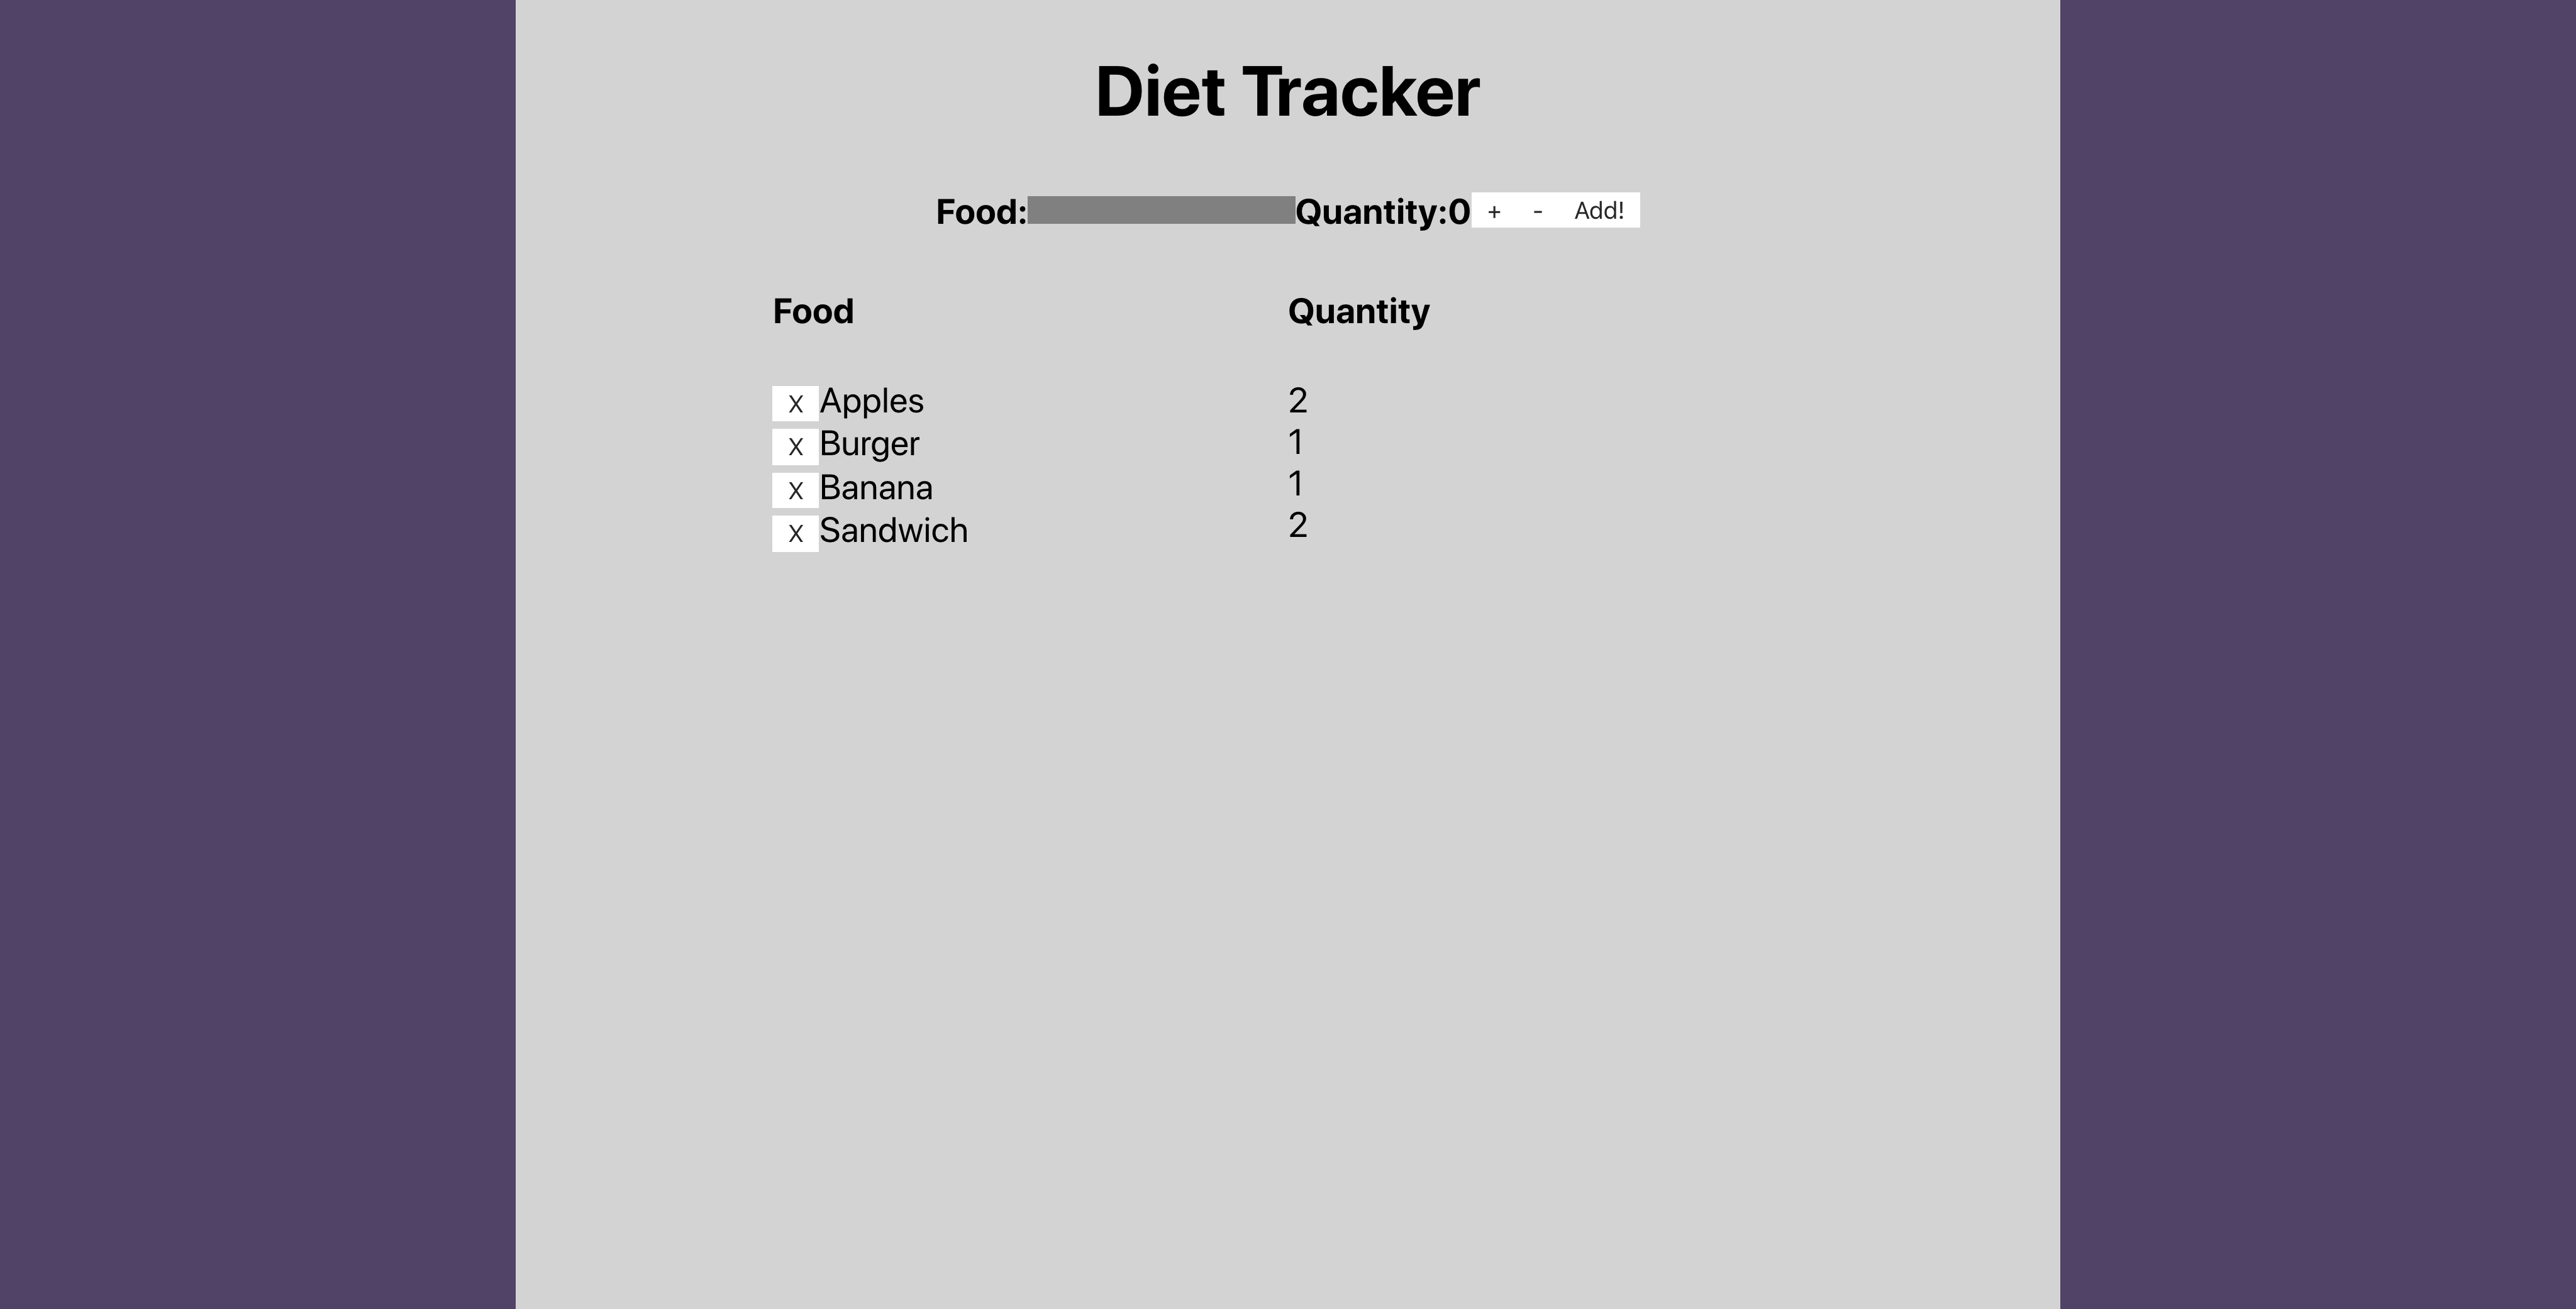 Diet Tracker
Food: Quantity:0 + - Add!
Food Quantity
X Apples 2
X Burger 1
X Banana 1
X Sandwich 2